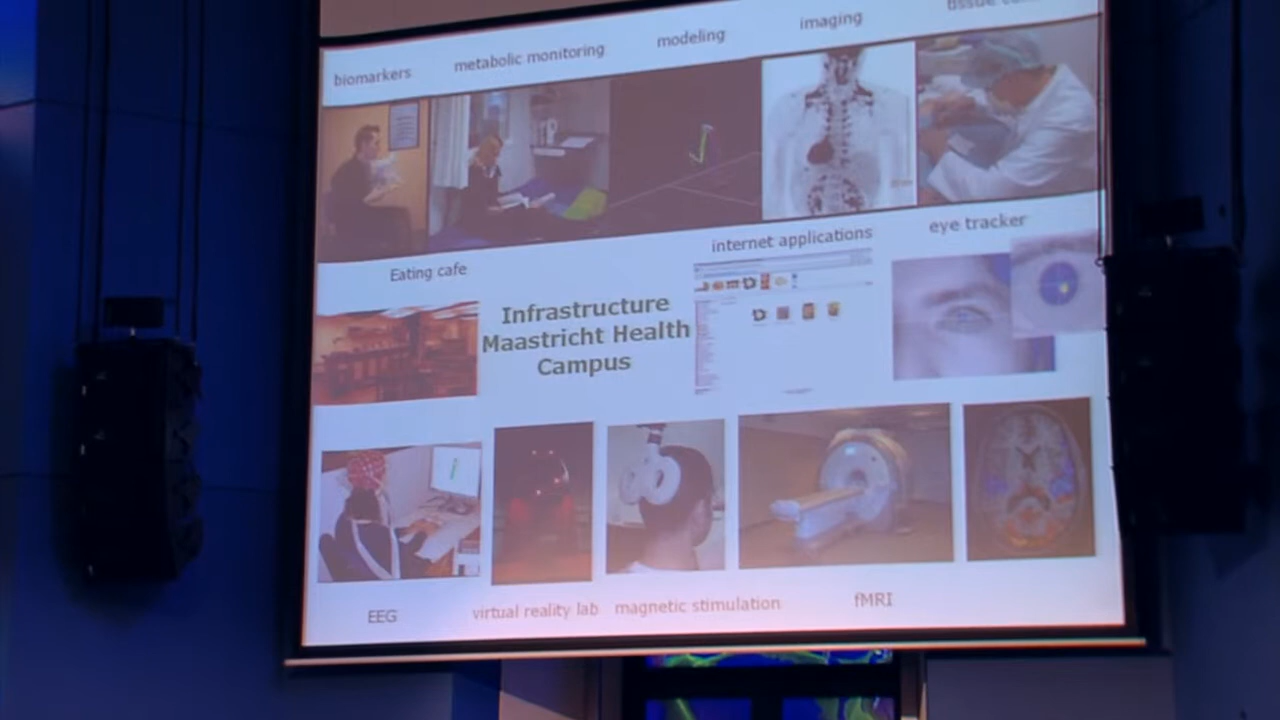 biomarkers
metabolic monitoring
modeling
imaging
tissue
Eating cafe
internet applications
eye tracker
Infrastructure
Maastricht Health
Campus
EEG
virtual reality lab
magnetic stimulation
fMRI